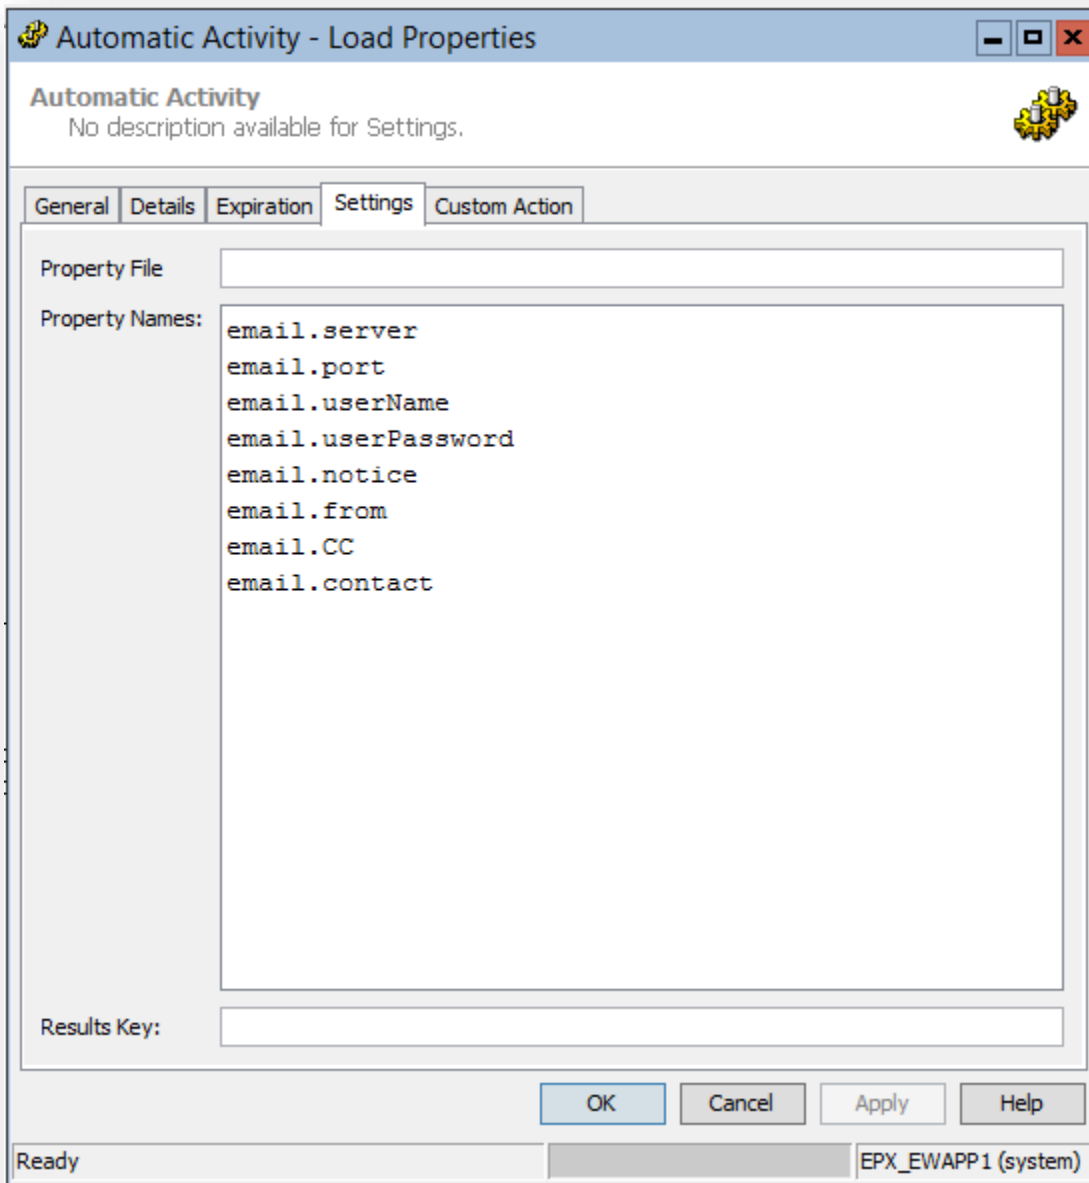 Automatic Activity - Load Properties
Automatic Activity
No description available for Settings.
General Details Expiration Settings Custom Action
Property File
Property Names:
email.server
email.port
email.userName
email.userPassword
email.notice
email.from
email.CC
email.contact
Results Key:
OK Cancel Apply Help
Ready EPX_EWAPP1 (system)